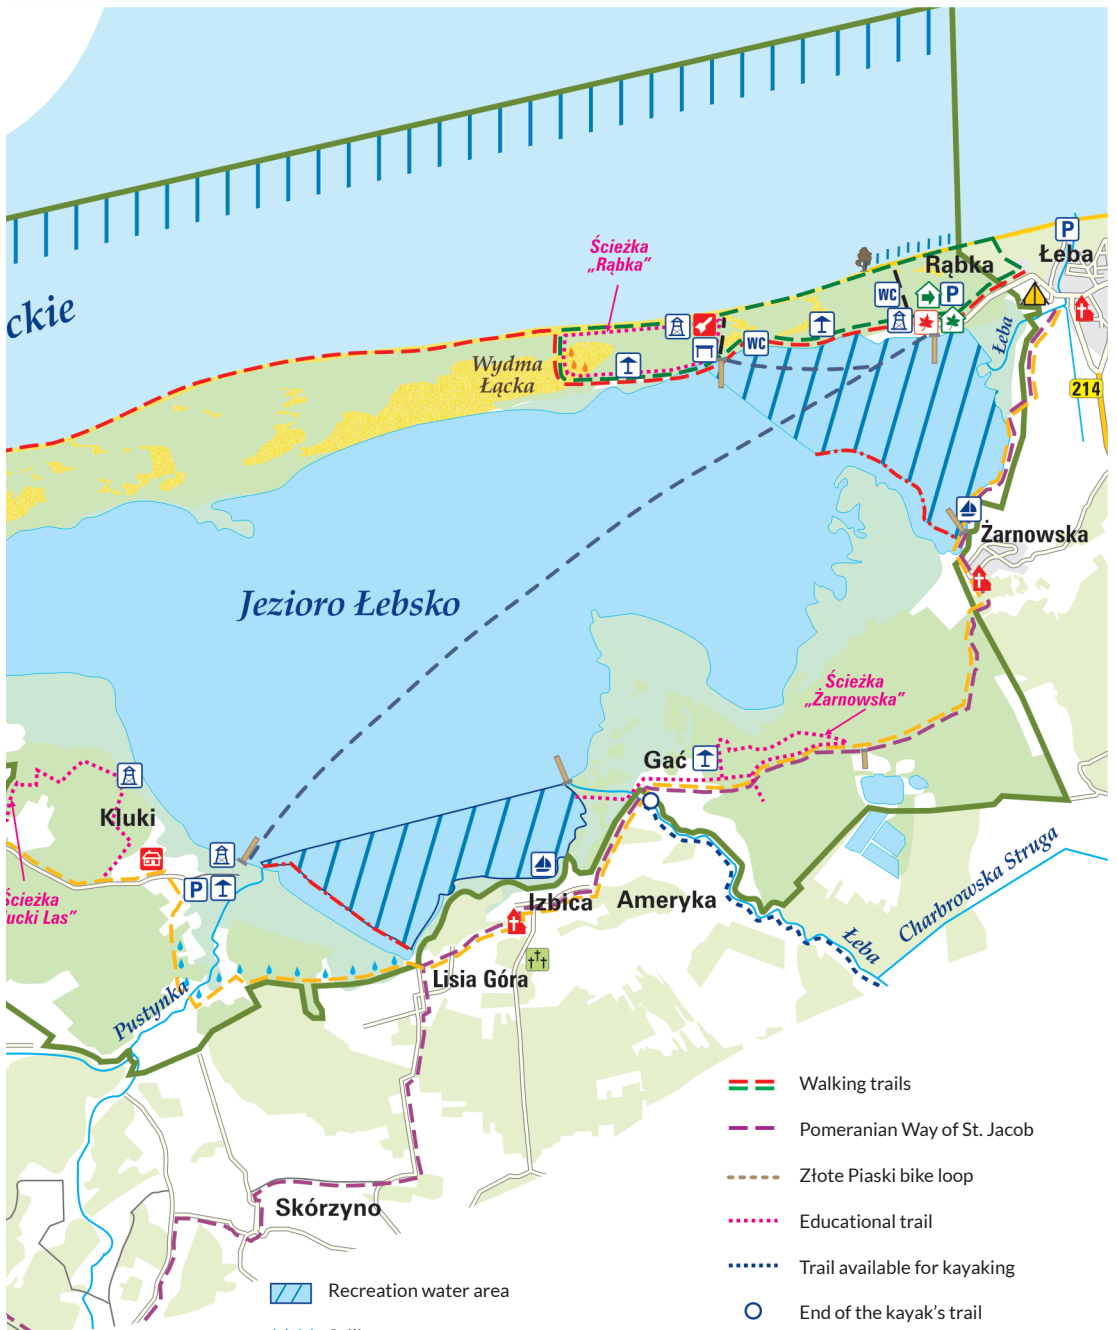 ckie
Ścieżka
„Rąbka”
WC
Rąbka
P
Łeba
P
WC
Łeba
Wydma
Łącka
214
Żarnowska
Jezioro Łebsko
Ścieżka
„Żarnowska”
Gać
Kluki
P
Ścieżka
ucki Las”
Izbica
Ameryka
Charbrowska Struga
Łeba
Lisia Góra
Pustynka
Skórzyno
Walking trails
Pomeranian Way of St. Jacob
Złote Piaski bike loop
Educational trail
Trail available for kayaking
End of the kayak’s trail
Recreation water area